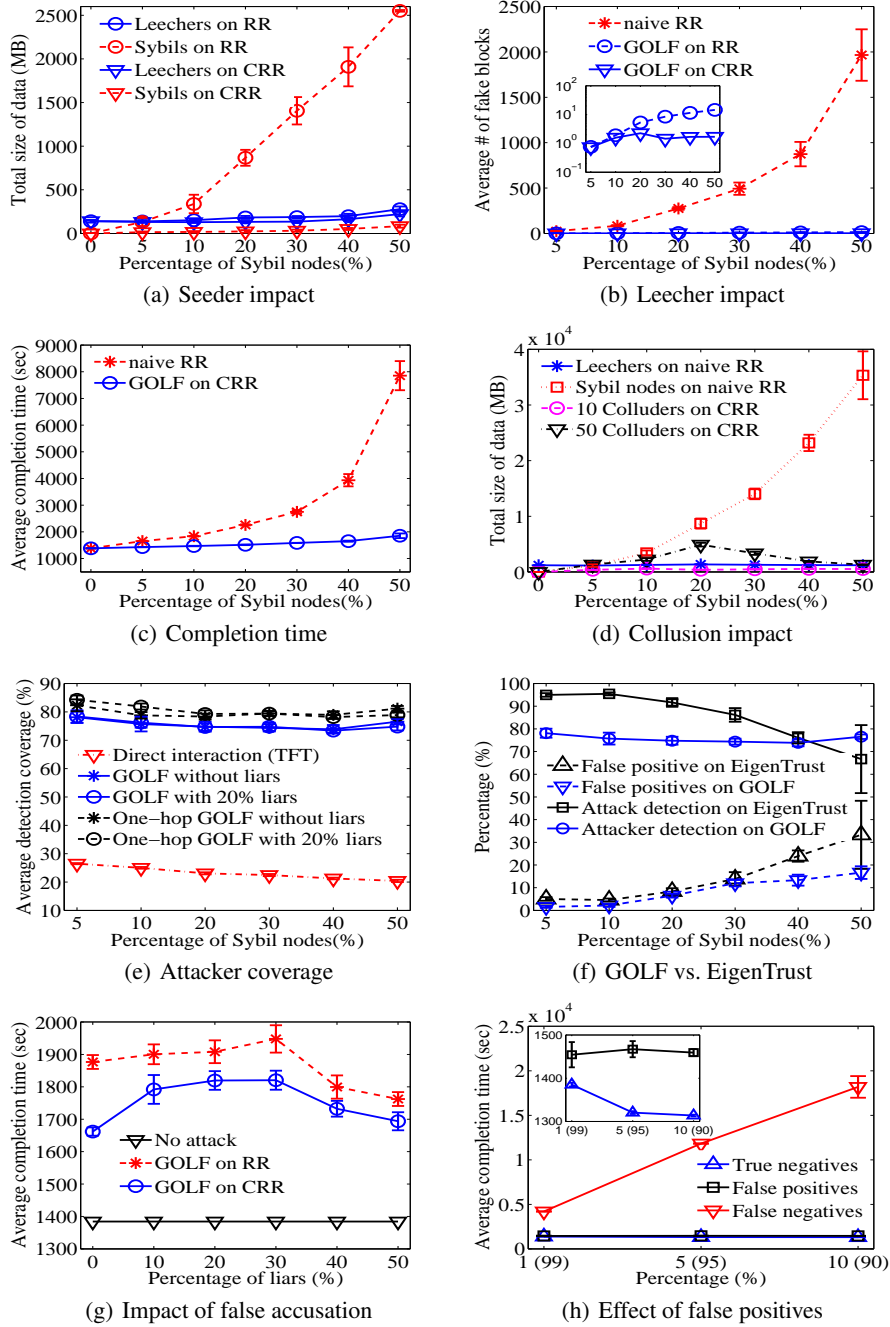 Total size of data (MB)
2500
2000
1500
1000
500
0
Leechers on RR
Sybils on RR
Leechers on CRR
Sybils on CRR
0 5 10 20 30 40 50
Percentage of Sybil nodes(%)
(a) Seeder impact
Average # of fake blocks
2500
2000
1500
1000
500
0
naive RR
GOLF on RR
GOLF on CRR
10²
10¹
10⁰
10⁻¹
5 10 20 30 40 50
5 10 20 30 40 50
Percentage of Sybil nodes(%)
(b) Leecher impact
Average completion time (sec)
9000
8000
7000
6000
5000
4000
3000
2000
1000
naive RR
GOLF on CRR
0 5 10 20 30 40 50
Percentage of Sybil nodes(%)
(c) Completion time
x 10⁴
Total size of data (MB)
4
3
2
1
0
Leechers on naive RR
Sybil nodes on naive RR
10 Colluders on CRR
50 Colluders on CRR
0 5 10 20 30 40 50
Percentage of Sybil nodes(%)
(d) Collusion impact
Average detection coverage (%)
90
80
70
60
50
40
30
20
10
Direct interaction (TFT)
GOLF without liars
GOLF with 20% liars
One−hop GOLF without liars
One−hop GOLF with 20% liars
5 10 20 30 40 50
Percentage of Sybil nodes(%)
(e) Attacker coverage
Percentage (%)
100
90
80
70
60
50
40
30
20
10
0
False positive on EigenTrust
False positives on GOLF
Attack detection on EigenTrust
Attacker detection on GOLF
5 10 20 30 40 50
Percentage of Sybil nodes(%)
(f) GOLF vs. EigenTrust
Average completion time (sec)
2000
1900
1800
1700
1600
1500
1400
1300
No attack
GOLF on RR
GOLF on CRR
0 10 20 30 40 50
Percentage of liars (%)
(g) Impact of false accusation
x 10⁴
Average completion time (sec)
2.5
2
1.5
1
0.5
0
1500
1400
1300
1 (99) 5 (95) 10 (90)
True negatives
False positives
False negatives
1 (99) 5 (95) 10 (90)
Percentage (%)
(h) Effect of false positives